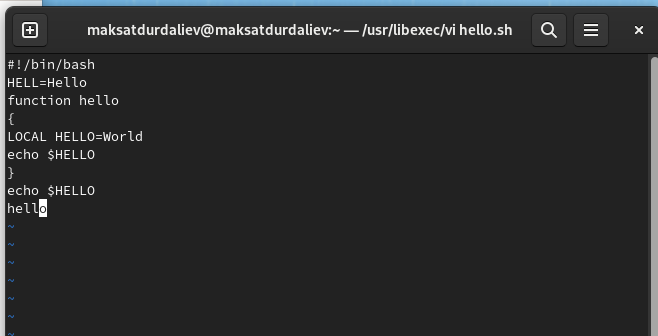 maksatdurdaliev@maksatdurdaliev:~ — /usr/libexec/vi hello.sh
#!/bin/bash
HELL=Hello
function hello
{
LOCAL HELLO=World
echo $HELLO
}
echo $HELLO
hello
~
~
~
~
~
~
~